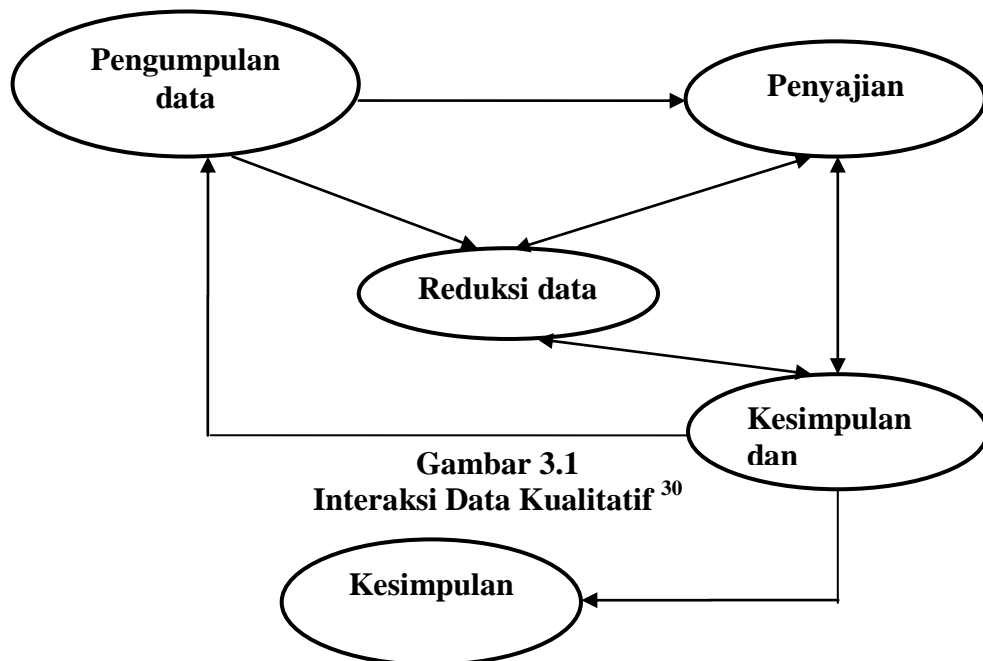 Pengumpulan
data
Penyajian
Reduksi data
Kesimpulan
dan
Gambar 3.1
Interaksi Data Kualitatif 30
Kesimpulan